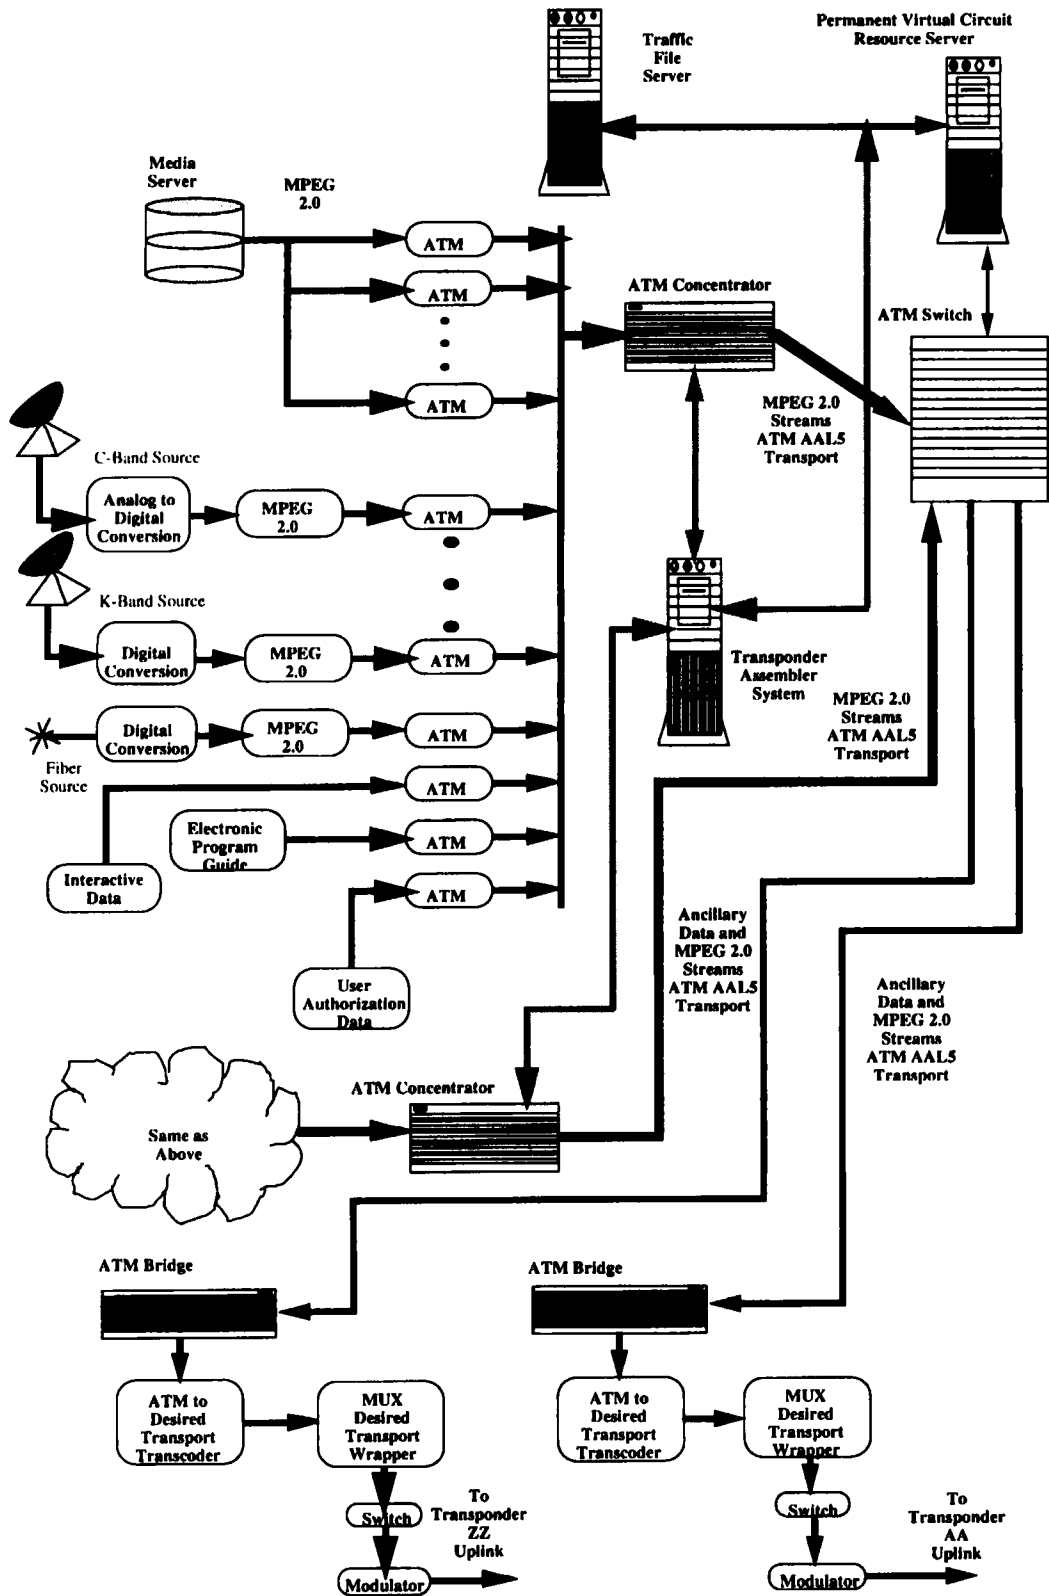 Traffic
File
Server
Permanent Virtual Circuit
Resource Server
Media
Server
MPEG
2.0
ATM
ATM
ATM
ATM Concentrator
ATM Switch
MPEG 2.0
Streams
ATM AAL5
Transport
C-Band Source
Analog to
Digital
Conversion
MPEG
2.0
ATM
K-Band Source
Digital
Conversion
MPEG
2.0
ATM
Transponder
Assembler
System
MPEG 2.0
Streams
ATM AAL5
Transport
Digital
Conversion
MPEG
2.0
ATM
Fiber
Source
ATM
Electronic
Program
Guide
ATM
Interactive
Data
ATM
User
Authorization
Data
Ancillary
Data and
MPEG 2.0
Streams
ATM AAL5
Transport
Ancillary
Data and
MPEG 2.0
Streams
ATM AAL5
Transport
ATM Concentrator
Same as
Above
ATM Bridge
ATM Bridge
ATM to
Desired
Transport
Transcoder
MUX
Desired
Transport
Wrapper
ATM to
Desired
Transport
Transcoder
MUX
Desired
Transport
Wrapper
Switch
To
Transponder
ZZ
Uplink
Modulator
Switch
To
Transponder
AA
Uplink
Modulator